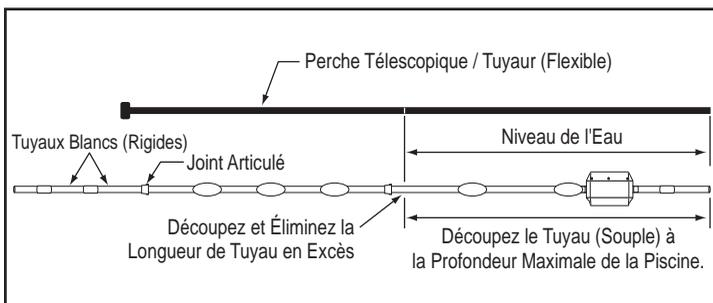 Perche Télescopique / Tuyaur (Flexible)
Niveau de l'Eau
Tuyaux Blancs (Rigides)
Joint Articulé
Découpez et Éliminez la
Longueur de Tuyau en Excès
Découpez le Tuyau (Souple) à
la Profondeur Maximale de la Piscine.